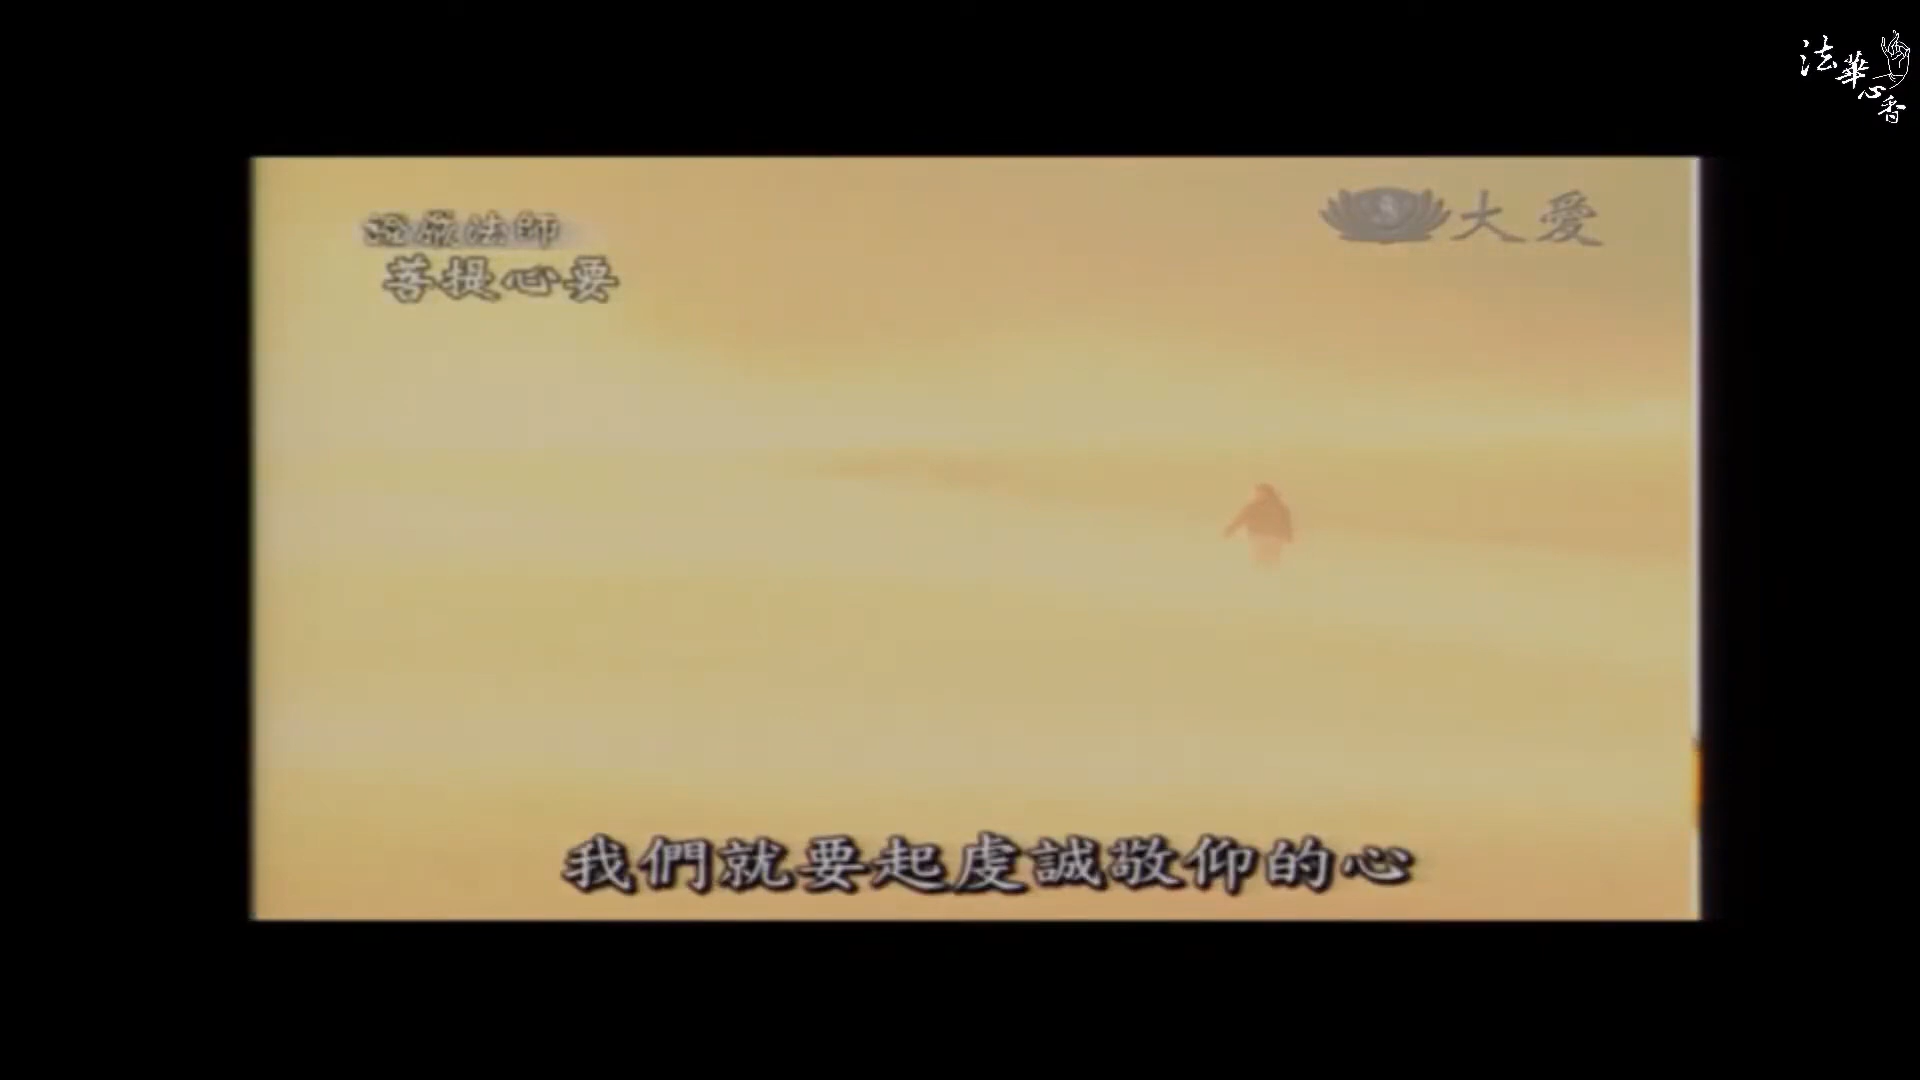 法華心香
大愛
證嚴法師
菩提心要
我們就要起虔誠敬仰的心